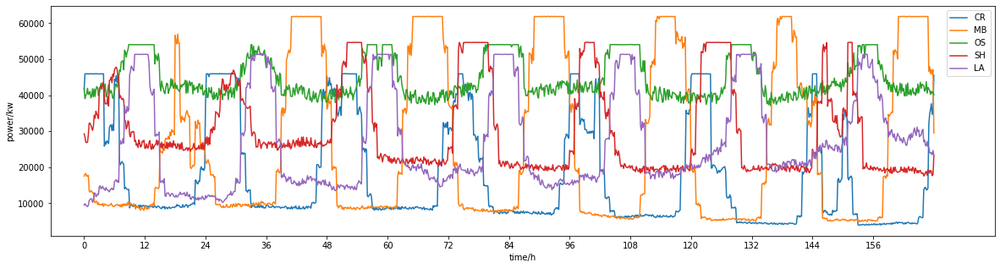 60000
50000
40000
30000
20000
10000
power/kw
0 12 24 36 48 60 72 84 96 108 120 132 144 156
time/h
CR
MB
OS
SH
LA